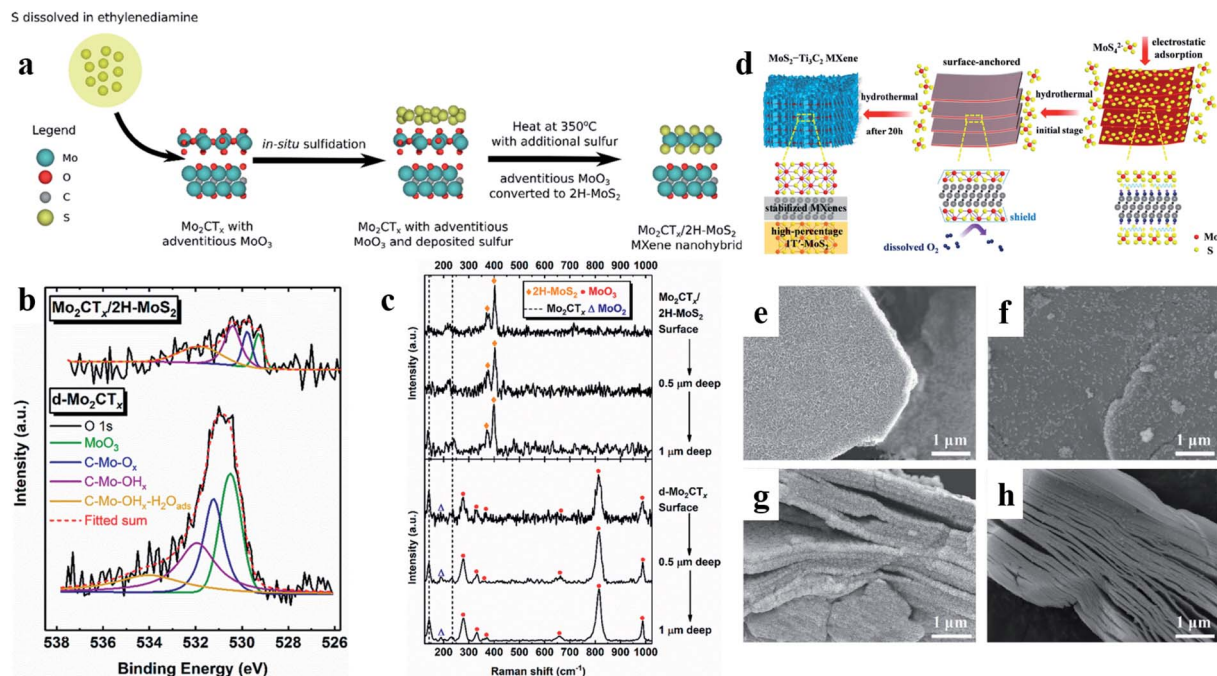 S dissolved in ethylenediamine
a
Legend
Mo
O
C
S
in-situ sulfidation
Heat at 350°C
with additional sulfur
adventitious MoO₃
converted to 2H-MoS₂
Mo₂CTₓ with
adventitious MoO₃
Mo₂CTₓ with adventitious
MoO₃ and deposited sulfur
Mo₂CTₓ/2H-MoS₂
MXene nanohybrid
d
MoS₂−Ti₃C₂ MXene
surface-anchored
MoS₄²⁻
electrostatic
adsorption
hydrothermal
after 20h
hydrothermal
initial stage
stabilized MXenes
high-percentage
1T′-MoS₂
shield
dissolved O₂
Mo
S
b
Mo₂CTₓ/2H-MoS₂
d-Mo₂CTₓ
O 1s
MoO₃
C-Mo-Oₓ
C-Mo-OHₓ
C-Mo-OHₓ-H₂O_ads
Fitted sum
Intensity (a.u.)
538 536 534 532 530 528 526
Binding Energy (eV)
c
200 300 400 500 600 700 800 900 1000
2H-MoS₂ MoO₃
Mo₂CTₓ Δ MoO₂
Mo₂CTₓ/
2H-MoS₂
Surface
0.5 μm deep
1 μm deep
d-Mo₂CTₓ
Surface
0.5 μm deep
1 μm deep
Intensity (a.u.)
Intensity (a.u.)
Δ
Δ
Δ
200 300 400 500 600 700 800 900 1000
Raman shift (cm⁻¹)
e
1 μm
f
1 μm
g
1 μm
h
1 μm